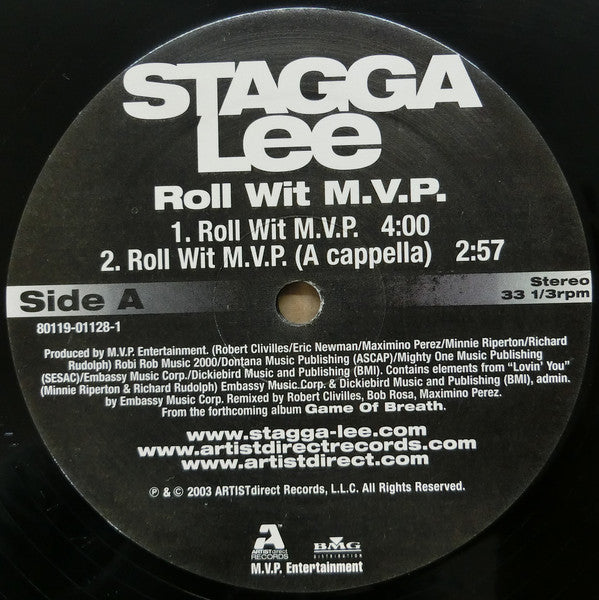 STAGGA
Lee
Roll Wit M.V.P.
1. Roll Wit M.V.P. 4:00
2. Roll Wit M.V.P. (A cappella) 2:57
Side A
Stereo
33 1/3rpm
80119-01128-1
Produced by M.V.P. Entertainment. (Robert Clivilles/Eric Newman/Maximino Perez/Minnie Riperton/Richard
Rudolph) Robi Rob Music 2000/Dontana Music Publishing (ASCAP)/Mighty One Music Publishing
(SESAC)/Embassy Music Corp./Dickiebird and Publishing (BMI). Contains elements from “Lovin' You”
(Minnie Riperton & Richard Rudolph) Embassy Music Corp. & Dickiebird Music and Publishing (BMI), admin.
by Embassy Music Corp. Remixed by Robert Clivilles, Bob Rosa, Maximino Perez.
From the forthcoming album Game Of Breath.
www.stagga-lee.com
www.artistdirectrecords.com
www.artistdirect.com
℗ & © 2003 ARTISTdirect Records, L.L.C. All Rights Reserved.
A
ARTISTdirect
RECORDS
BMG
DISTRIBUTION
M.V.P. Entertainment